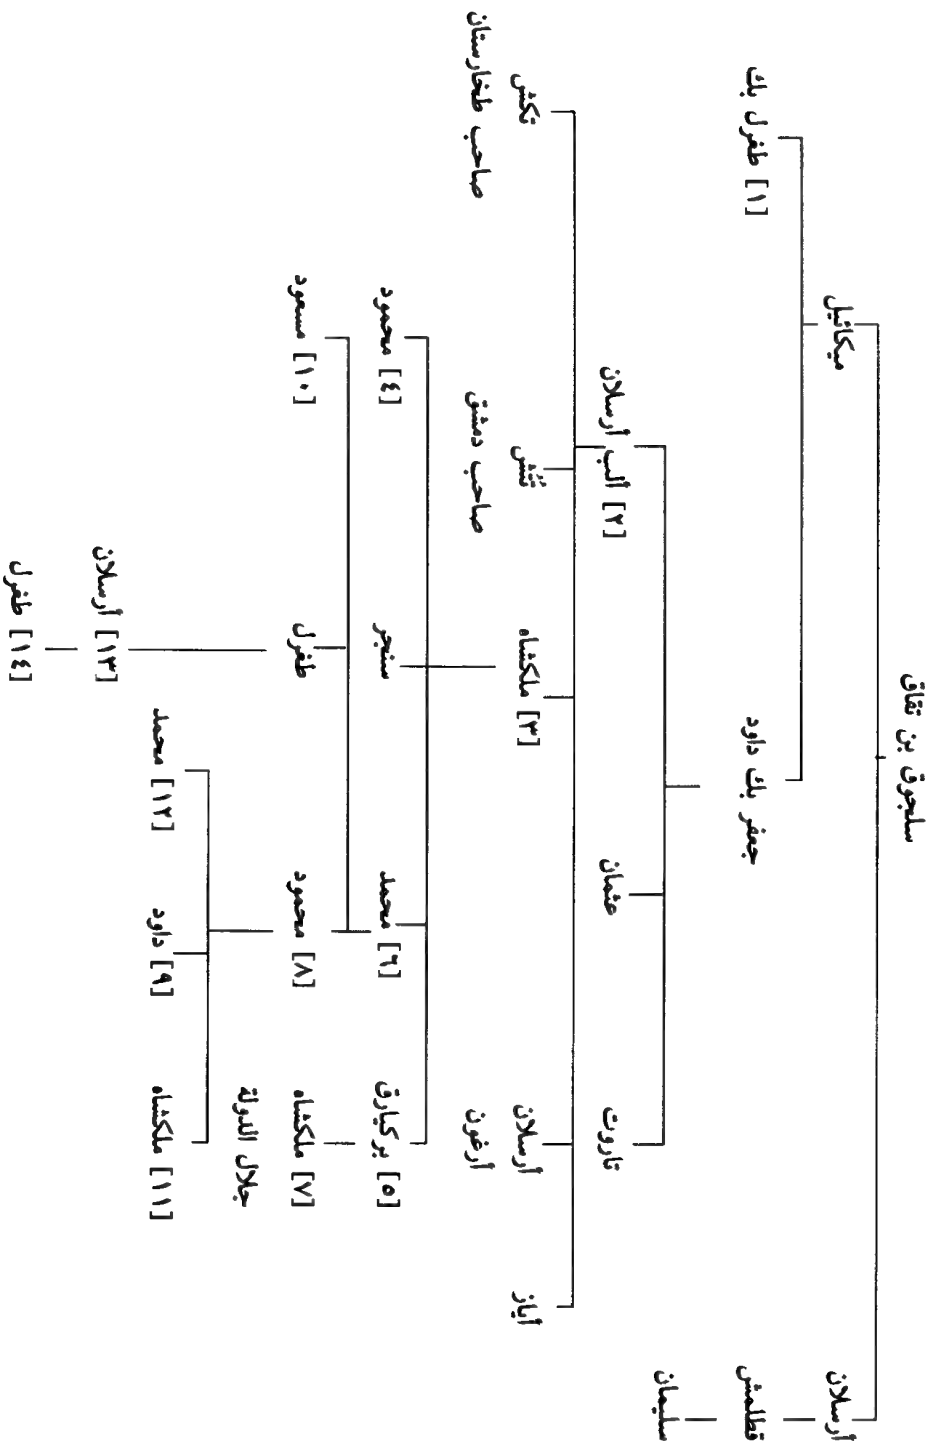 سلجوق بن تقاق
ميكائيل
أرسلان
طغرل بك [١]
جعفر بك داود
قطلمش
سليمان
ألب أرسلان [٢]
عثمان
تاروت
تكش
صاحب طخارستان
تُتُش
صاحب دمشق
ملكشاه [٣]
أرسلان
أرغون
أياز
محمود [٤]
سنجر
محمد [٦]
بركيارق [٥]
مسعود [١٠]
طغرل
محمود [٨]
ملكشاه [٧]
جلال الدولة
محمد [١٢]
داود [٩]
ملكشاه [١١]
أرسلان [١٣]
طغرل [١٤]